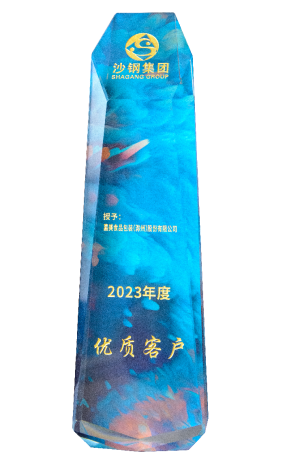 沙钢集团
SHAGANG GROUP
授予：
嘉美食品包装（滁州）股份有限公司
2023年度
优质客户